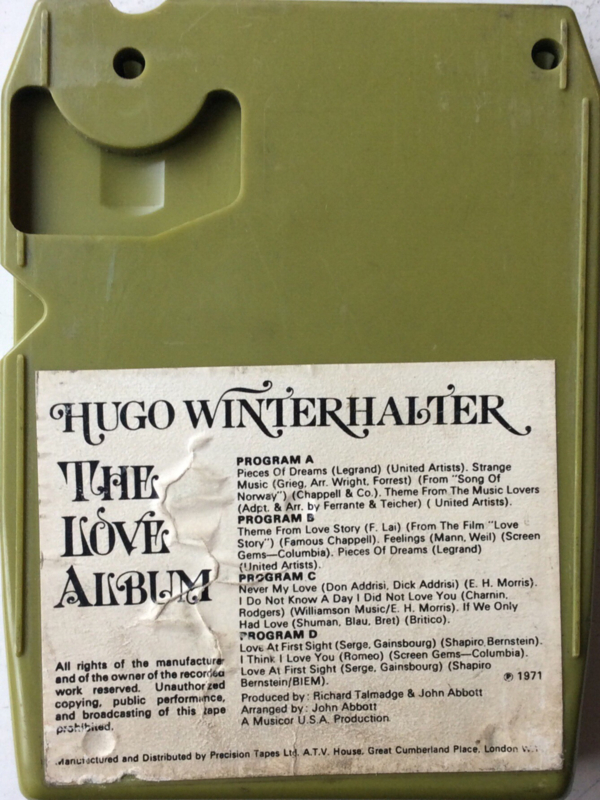 HUGO WINTERHALTER
THE
LOVE
ALBUM
PROGRAM A
Pieces Of Dreams (Legrand) (United Artists). Strange
Music (Grieg, Arr. Wright, Forrest) (From "Song Of
Norway") (Chappell & Co.). Theme From The Music Lovers
(Adpt. & Arr. by Ferrante & Teicher) ( United Artists).
PROGRAM B
Theme From Love Story (F. Lai) (From The Film "Love
Story") (Famous Chappell). Feelings (Mann, Weil) (Screen
Gems—Columbia). Pieces Of Dreams (Legrand)
(United Artists).
PROGRAM C
Never My Love (Don Addrisi, Dick Addrisi) (E. H. Morris).
I Do Not Know A Day I Did Not Love You (Charnin,
Rodgers) (Williamson Music/E. H. Morris). If We Only
Had Love (Shuman, Blau, Bret) (Britico).
PROGRAM D
Love At First Sight (Serge, Gainsbourg) (Shapiro, Bernstein).
I Think I Love You (Romeo) (Screen Gems—Columbia).
Love At First Sight (Serge, Gainsbourg) (Shapiro
Bernstein/BIEM).
℗ 1971
Produced by: Richard Talmadge & John Abbott
Arranged by: John Abbott
A Musicor U.S.A. Production
All rights of the manufacture
and of the owner of the recorded
work reserved. Unauthorized
copying, public performance,
and broadcasting of this tape
prohibited.
Manufactured and Distributed by Precision Tapes Ltd. A.T.V. House, Great Cumberland Place, London